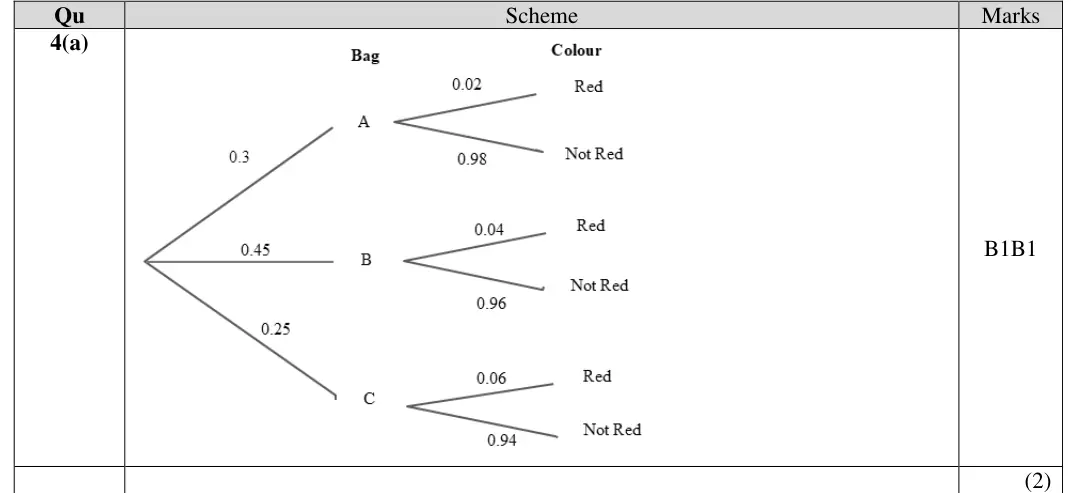 Qu Scheme Marks
4(a)
Bag Colour
0.02 Red
A
0.3 0.98 Not Red
0.04 Red
0.45 B B1B1
0.96 Not Red
0.25
0.06 Red
C
0.94 Not Red
(2)